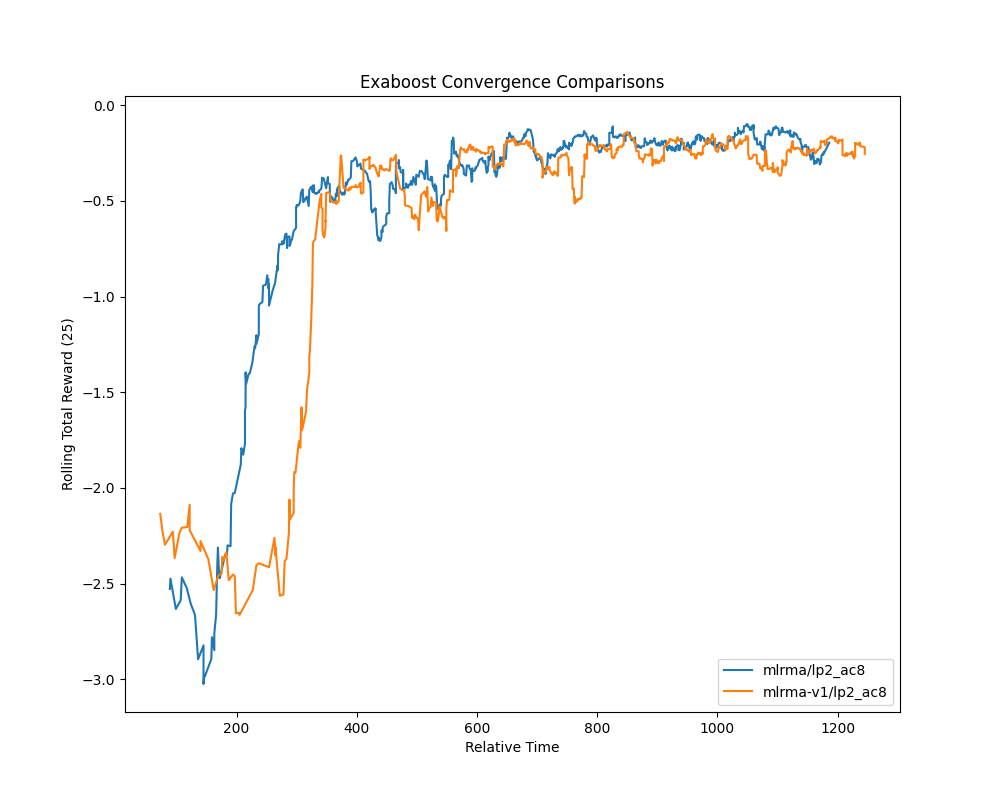 Exaboost Convergence Comparisons
Rolling Total Reward (25)
0.0
−0.5
−1.0
−1.5
−2.0
−2.5
−3.0
200
400
600
800
1000
1200
Relative Time
mlrma/lp2_ac8
mlrma-v1/lp2_ac8